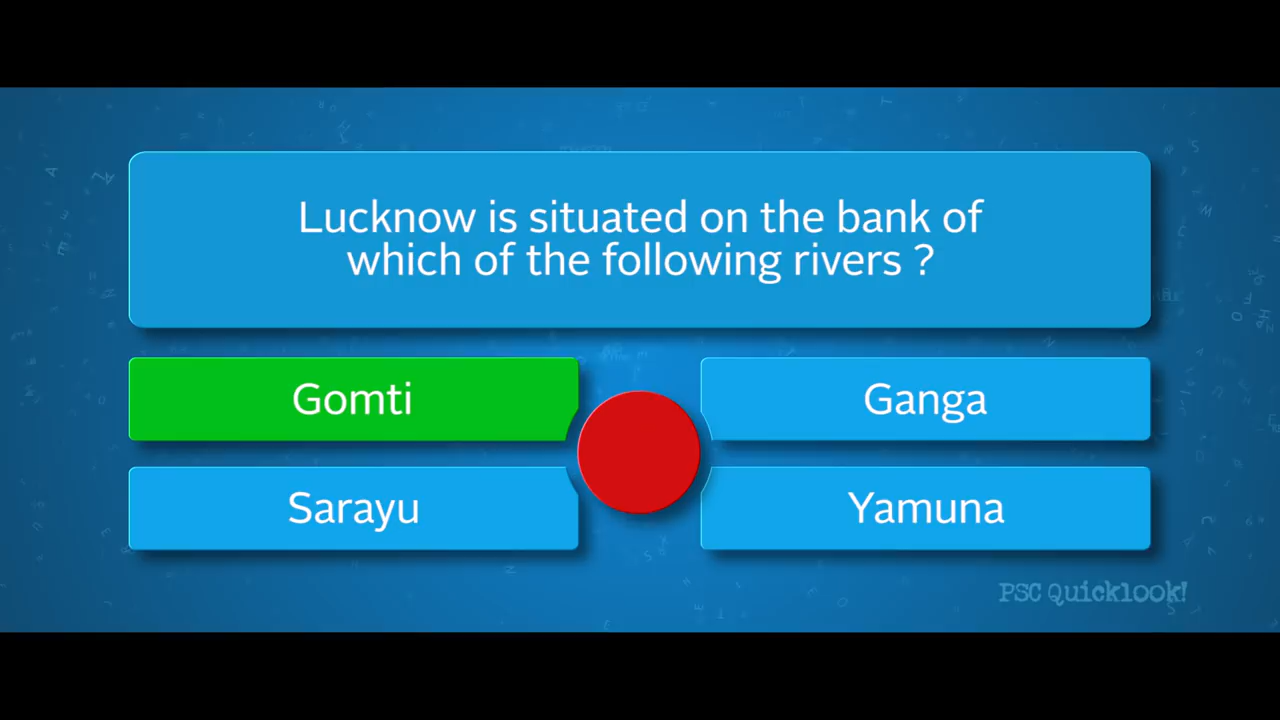 Lucknow is situated on the bank of
which of the following rivers ?
Gomti
Ganga
Sarayu
Yamuna
PSC Quicklook!